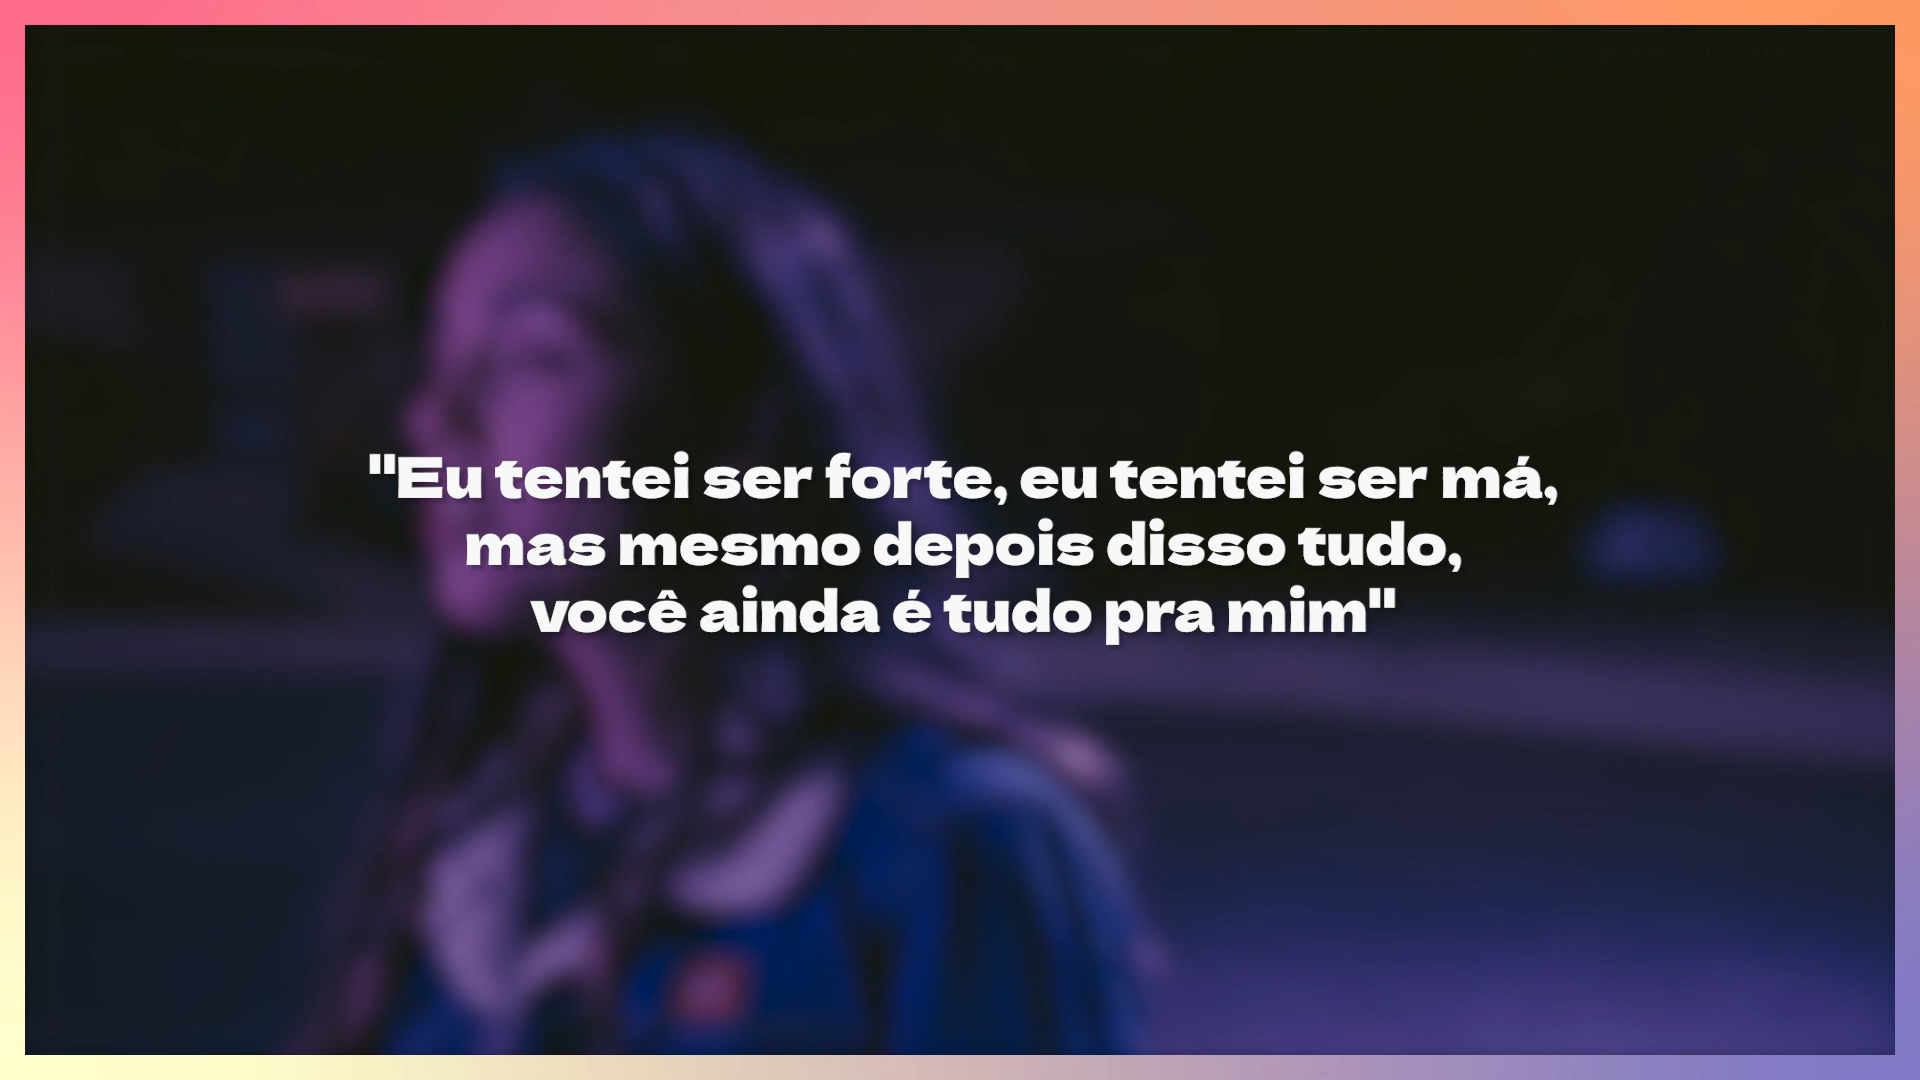 "Eu tentei ser forte, eu tentei ser má,
mas mesmo depois disso tudo,
você ainda é tudo pra mim"